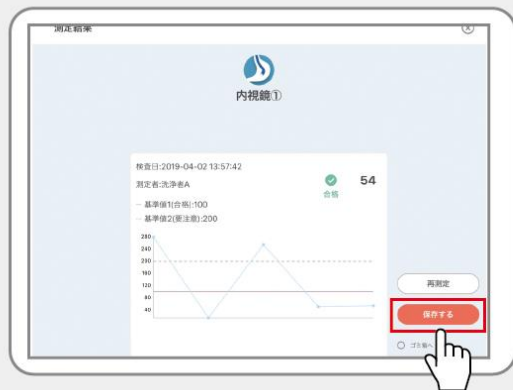 測定結果
内視鏡①
検査日:2019-04-02 13:57:42
測定者:洗浄者A
合格
54
— 基準値1(合格):100
— 基準値2(要注意):200
280
240
200
160
120
80
40
再測定
保存する